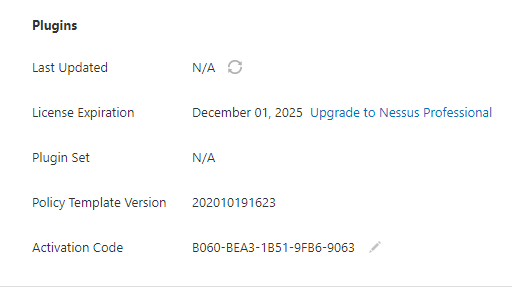 Plugins
Last Updated N/A
License Expiration December 01, 2025 Upgrade to Nessus Professional
Plugin Set N/A
Policy Template Version 202010191623
Activation Code B060-BEA3-1B51-9FB6-9063